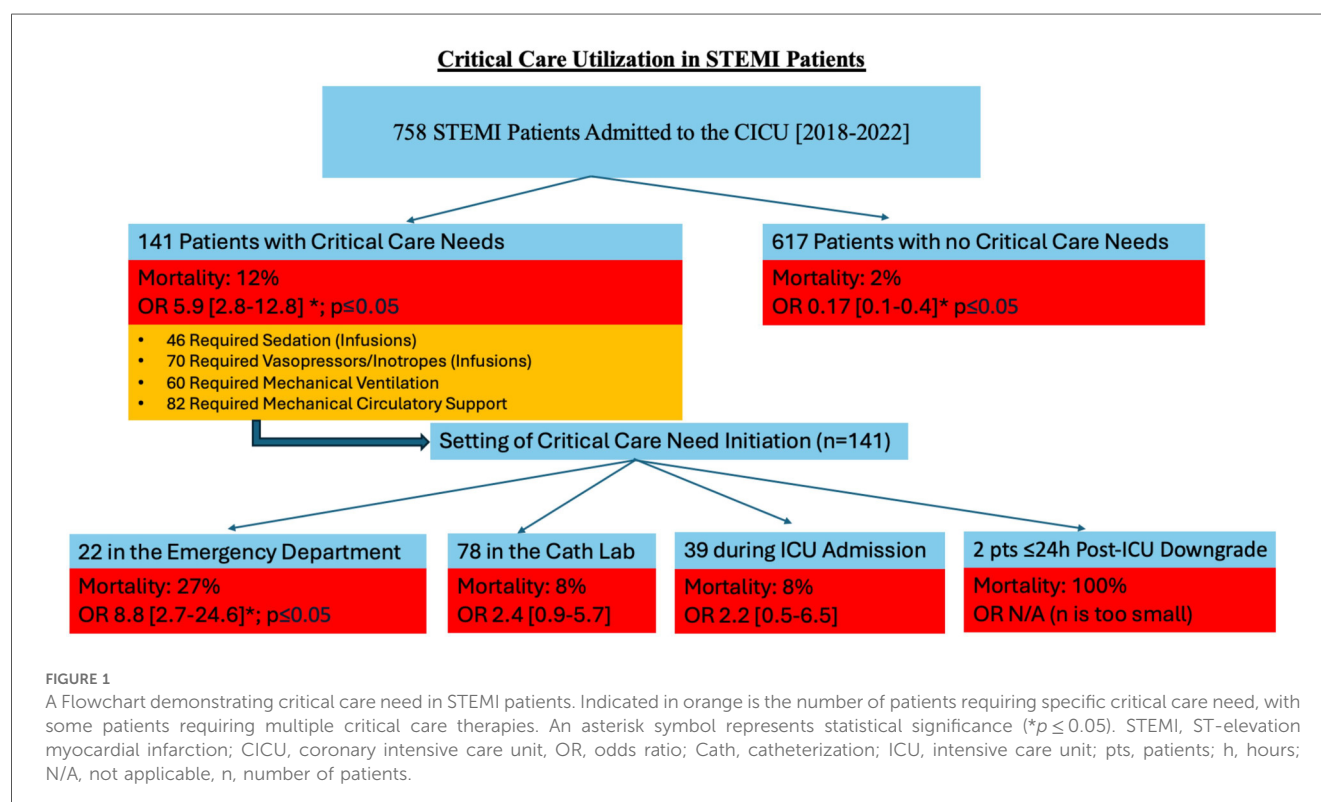 Critical Care Utilization in STEMI Patients
758 STEMI Patients Admitted to the CICU [2018-2022]
141 Patients with Critical Care Needs
Mortality: 12%
OR 5.9 [2.8-12.8] *; p≤0.05
• 46 Required Sedation (Infusions)
• 70 Required Vasopressors/Inotropes (Infusions)
• 60 Required Mechanical Ventilation
• 82 Required Mechanical Circulatory Support
617 Patients with no Critical Care Needs
Mortality: 2%
OR 0.17 [0.1-0.4]* p≤0.05
Setting of Critical Care Need Initiation (n=141)
22 in the Emergency Department
Mortality: 27%
OR 8.8 [2.7-24.6]*; p≤0.05
78 in the Cath Lab
Mortality: 8%
OR 2.4 [0.9-5.7]
39 during ICU Admission
Mortality: 8%
OR 2.2 [0.5-6.5]
2 pts ≤24h Post-ICU Downgrade
Mortality: 100%
OR N/A (n is too small)
FIGURE 1
A Flowchart demonstrating critical care need in STEMI patients. Indicated in orange is the number of patients requiring specific critical care need, with
some patients requiring multiple critical care therapies. An asterisk symbol represents statistical significance (*p ≤ 0.05). STEMI, ST-elevation
myocardial infarction; CICU, coronary intensive care unit, OR, odds ratio; Cath, catheterization; ICU, intensive care unit; pts, patients; h, hours;
N/A, not applicable, n, number of patients.